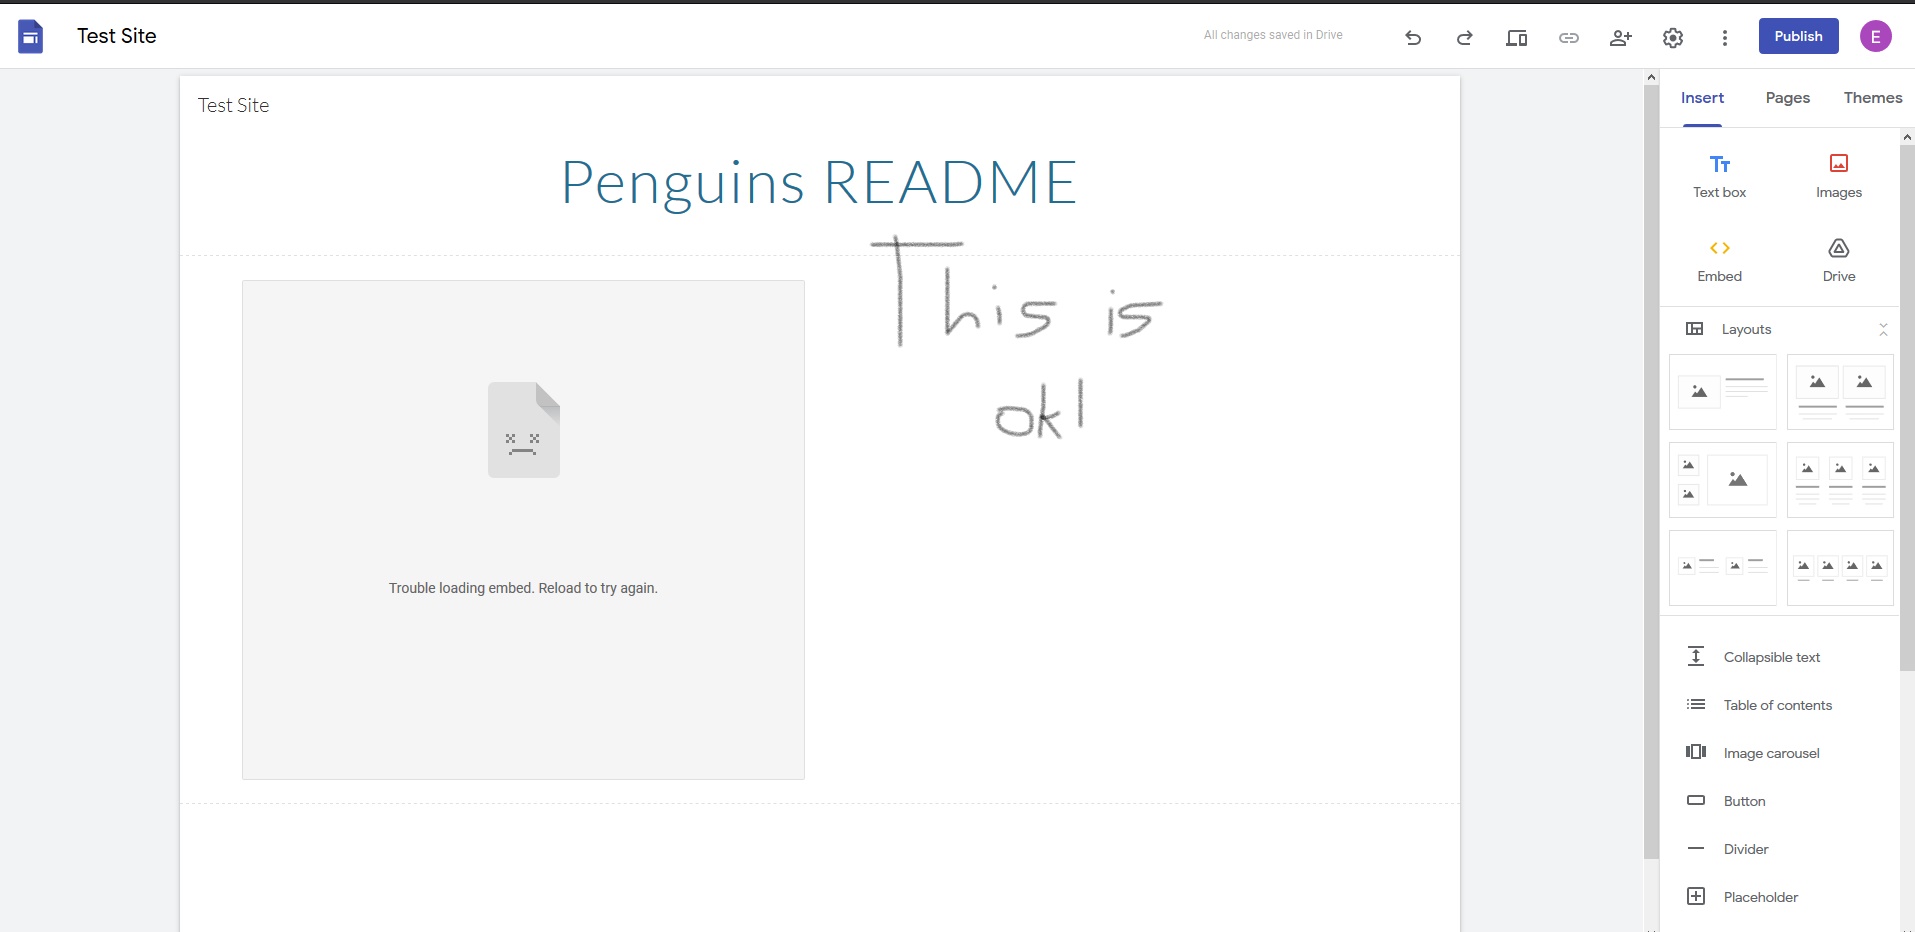 Test Site
All changes saved in Drive
Publish
E
Test Site
Penguins README
This is
ok!
Trouble loading embed. Reload to try again.
Insert Pages Themes
Text box Images
Embed Drive
Layouts
Collapsible text
Table of contents
Image carousel
Button
Divider
Placeholder